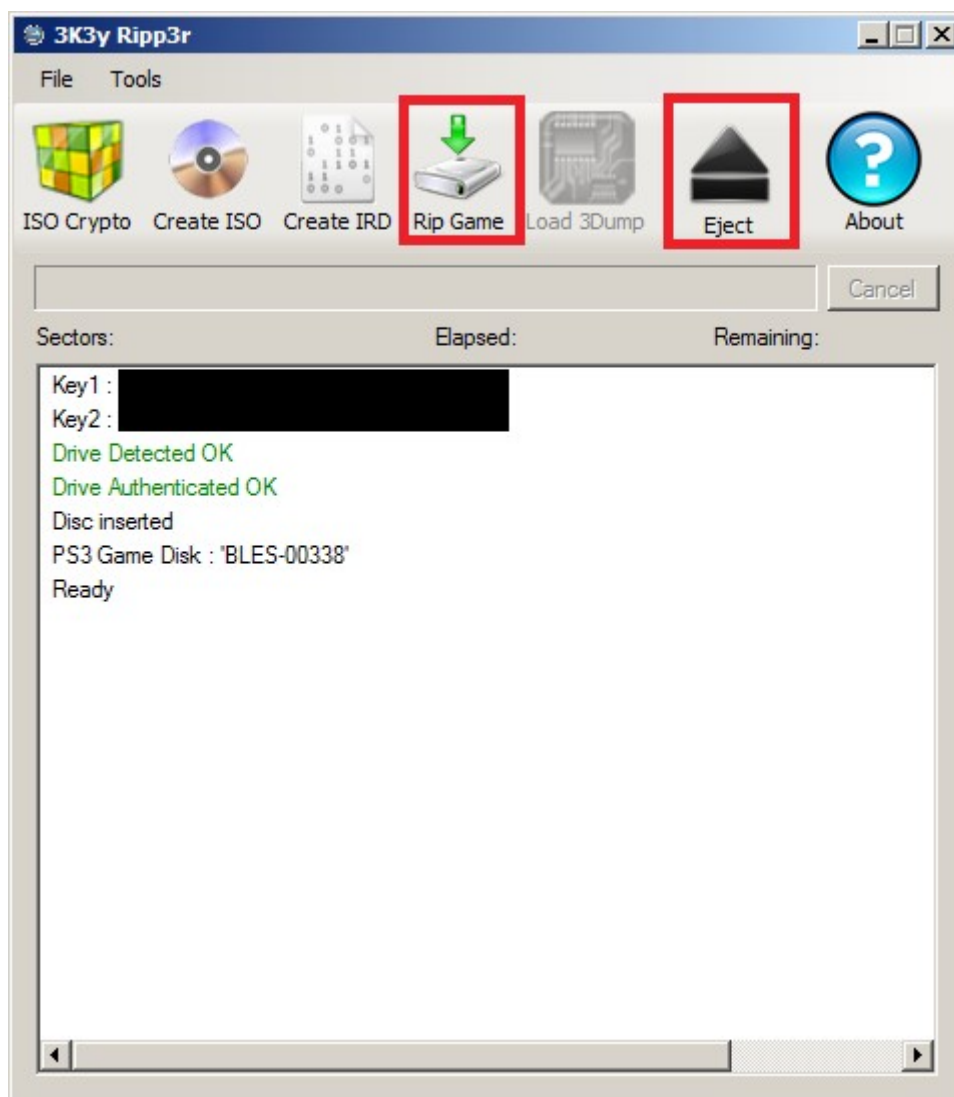 3K3y Ripp3r
File Tools
ISO Crypto Create ISO Create IRD Rip Game Load 3Dump Eject About
Cancel
Sectors: Elapsed: Remaining:
Key1 :
Key2 :
Drive Detected OK
Drive Authenticated OK
Disc inserted
PS3 Game Disk : 'BLES-00338'
Ready